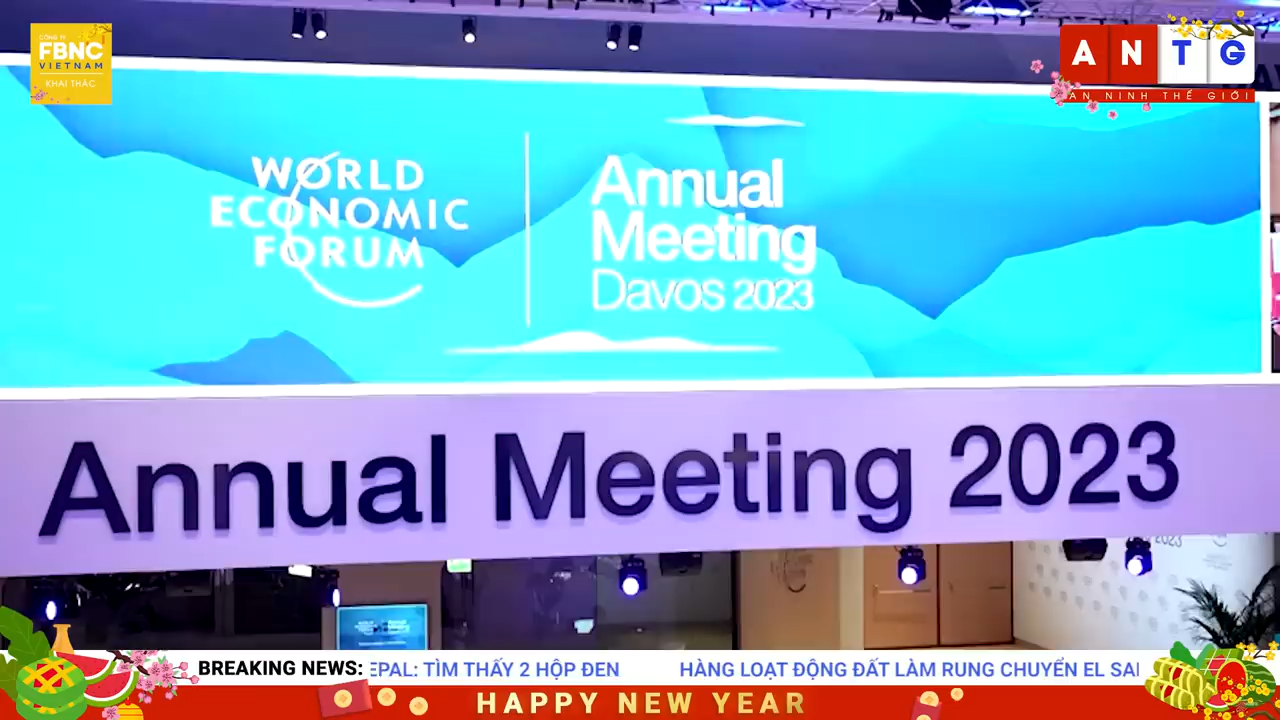 CÔNG TY
FBNC
VIETNAM
KHAI THÁC
ANTG
AN NINH THẾ GIỚI
WORLD
ECONOMIC
FORUM
Annual
Meeting
Davos 2023
Annual Meeting 2023
BREAKING NEWS: EPAL: TÌM THẤY 2 HỘP ĐEN HÀNG LOẠT ĐỘNG ĐẤT LÀM RUNG CHUYỂN EL SAL
HAPPY NEW YEAR